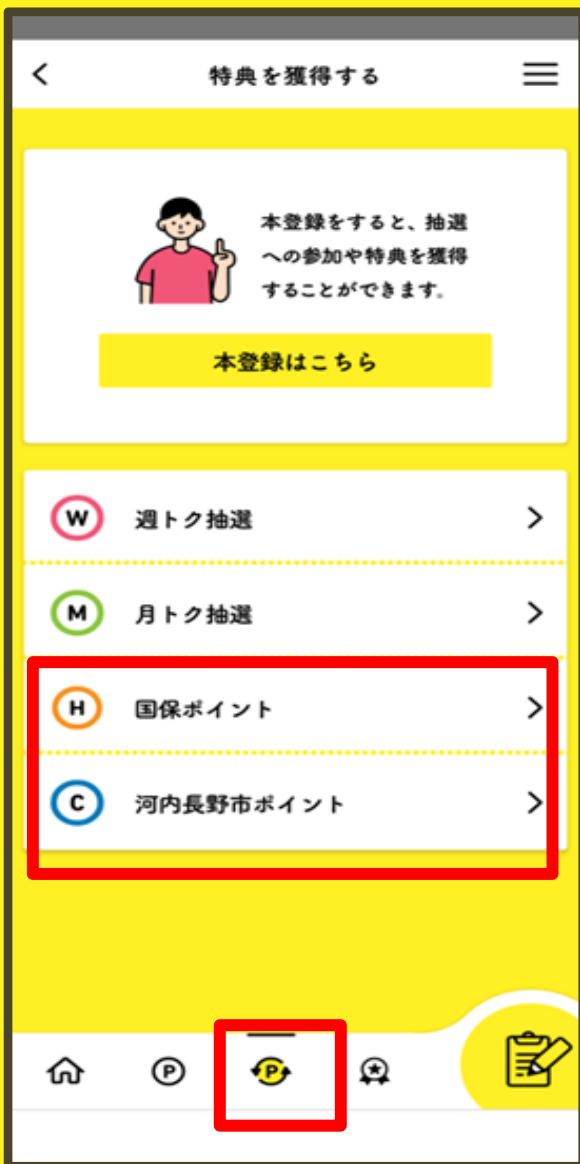 特典を獲得する
本登録をすると、抽選
への参加や特典を獲得
することができます。
本登録はこちら
W 週トク抽選
M 月トク抽選
H 国保ポイント
C 河内長野市ポイント
P P